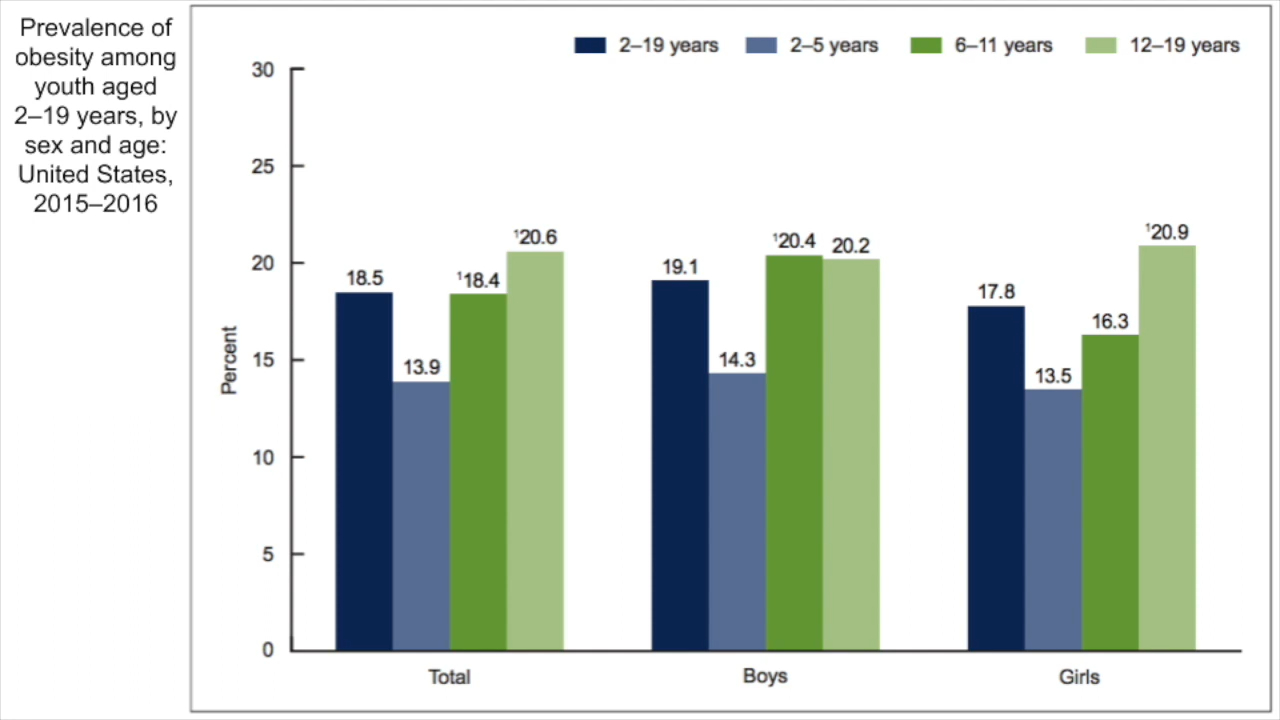 Prevalence of
obesity among
youth aged
2–19 years, by
sex and age:
United States,
2015–2016
2–19 years 2–5 years 6–11 years 12–19 years
30
25
20
15
10
5
0
Percent
18.5
13.9
¹18.4
¹20.6
19.1
14.3
¹20.4
20.2
17.8
13.5
16.3
¹20.9
Total Boys Girls